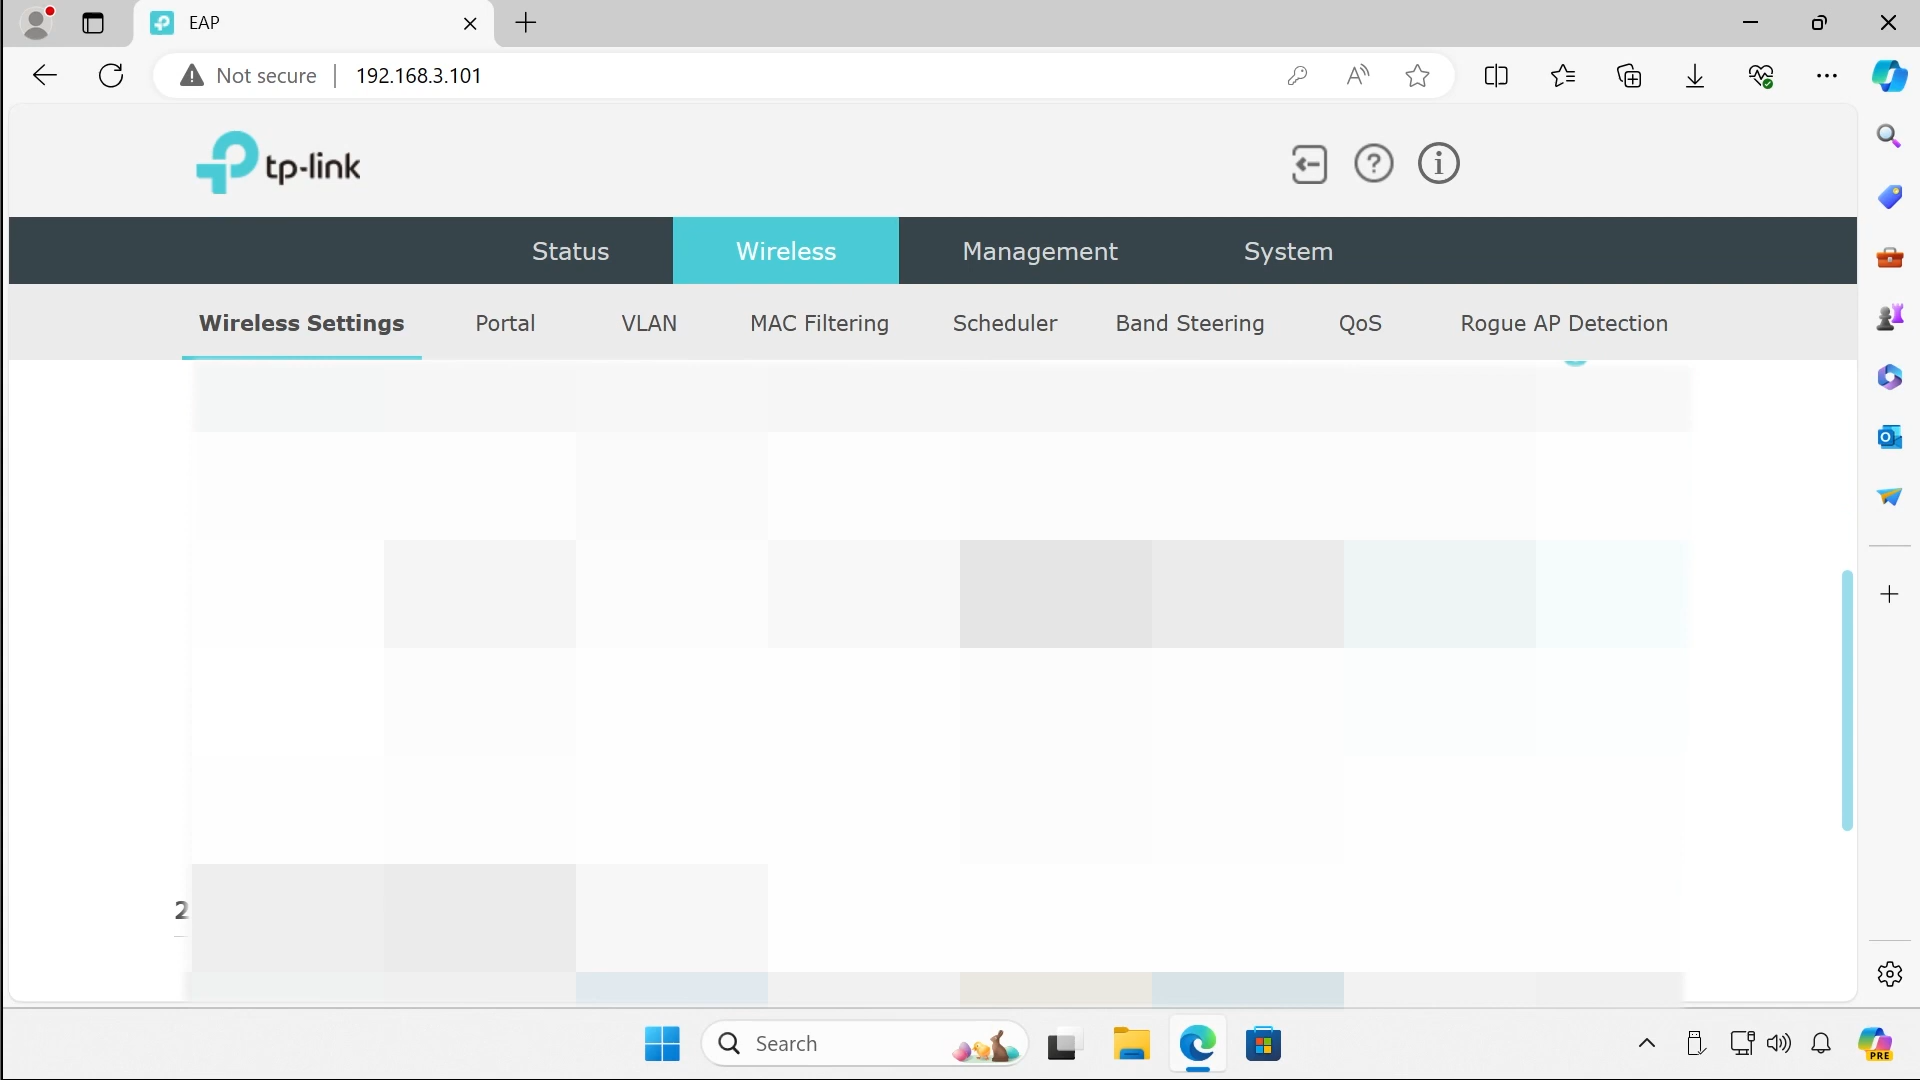 EAP
Not secure 192.168.3.101
tp-link
Status Wireless Management System
Wireless Settings Portal VLAN MAC Filtering Scheduler Band Steering QoS Rogue AP Detection
2
Search
PRE